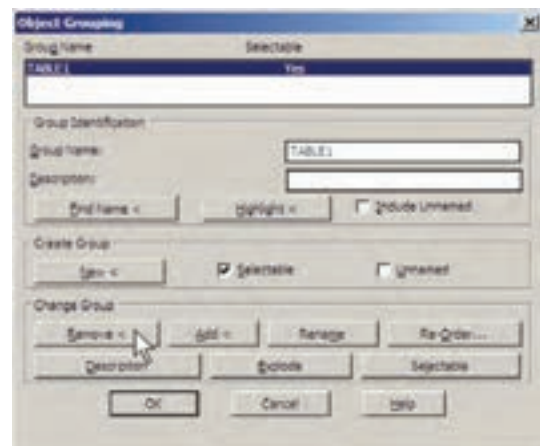 Object Grouping
Group Name Selectable
TABLE1 Yes
Group Identification
Group Name: TABLE1
Description:
Find Name < Highlight < Include Unnamed
Create Group
New < Selectable Unnamed
Change Group
Remove < Add < Rename Re-Order...
Description Explode Selectable
OK Cancel Help